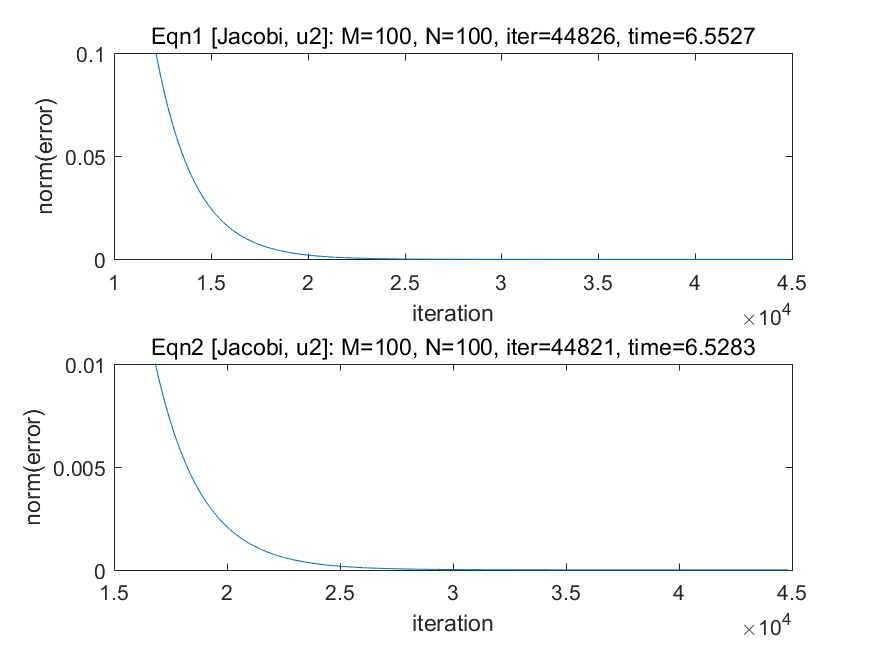 Eqn1 [Jacobi, u2]: M=100, N=100, iter=44826, time=6.5527
0.1
0.05
0
norm(error)
1 1.5 2 2.5 3 3.5 4 4.5
iteration
×10^4
Eqn2 [Jacobi, u2]: M=100, N=100, iter=44821, time=6.5283
0.01
0.005
0
norm(error)
1.5 2 2.5 3 3.5 4 4.5
iteration
×10^4